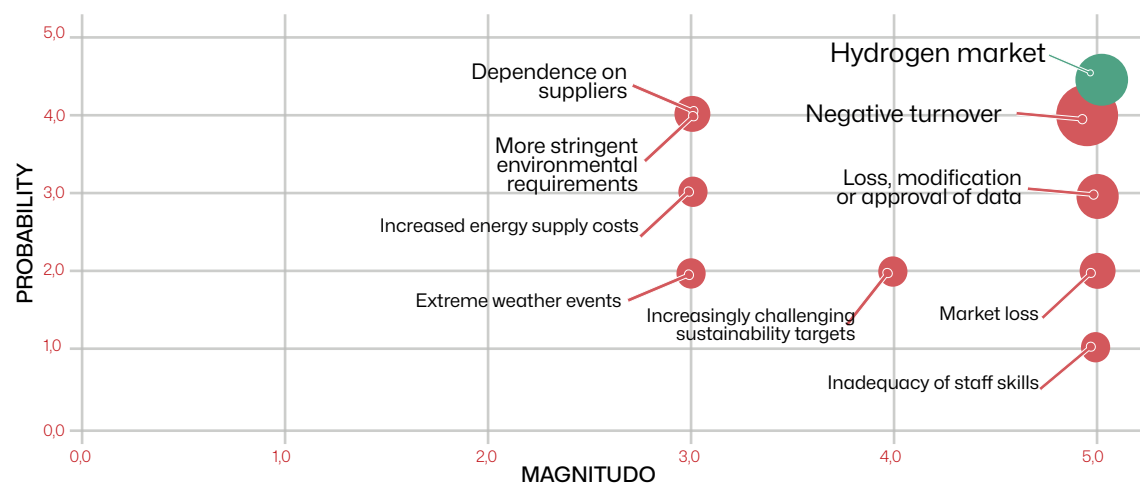 5,0
4,0
3,0
2,0
1,0
0,0
PROBABILITY
Hydrogen market
Dependence on
suppliers
Negative turnover
More stringent
environmental
requirements
Loss, modification
or approval of data
Increased energy supply costs
Extreme weather events
Increasingly challenging
sustainability targets
Market loss
Inadequacy of staff skills
0,0
1,0
2,0
3,0
4,0
5,0
MAGNITUDO